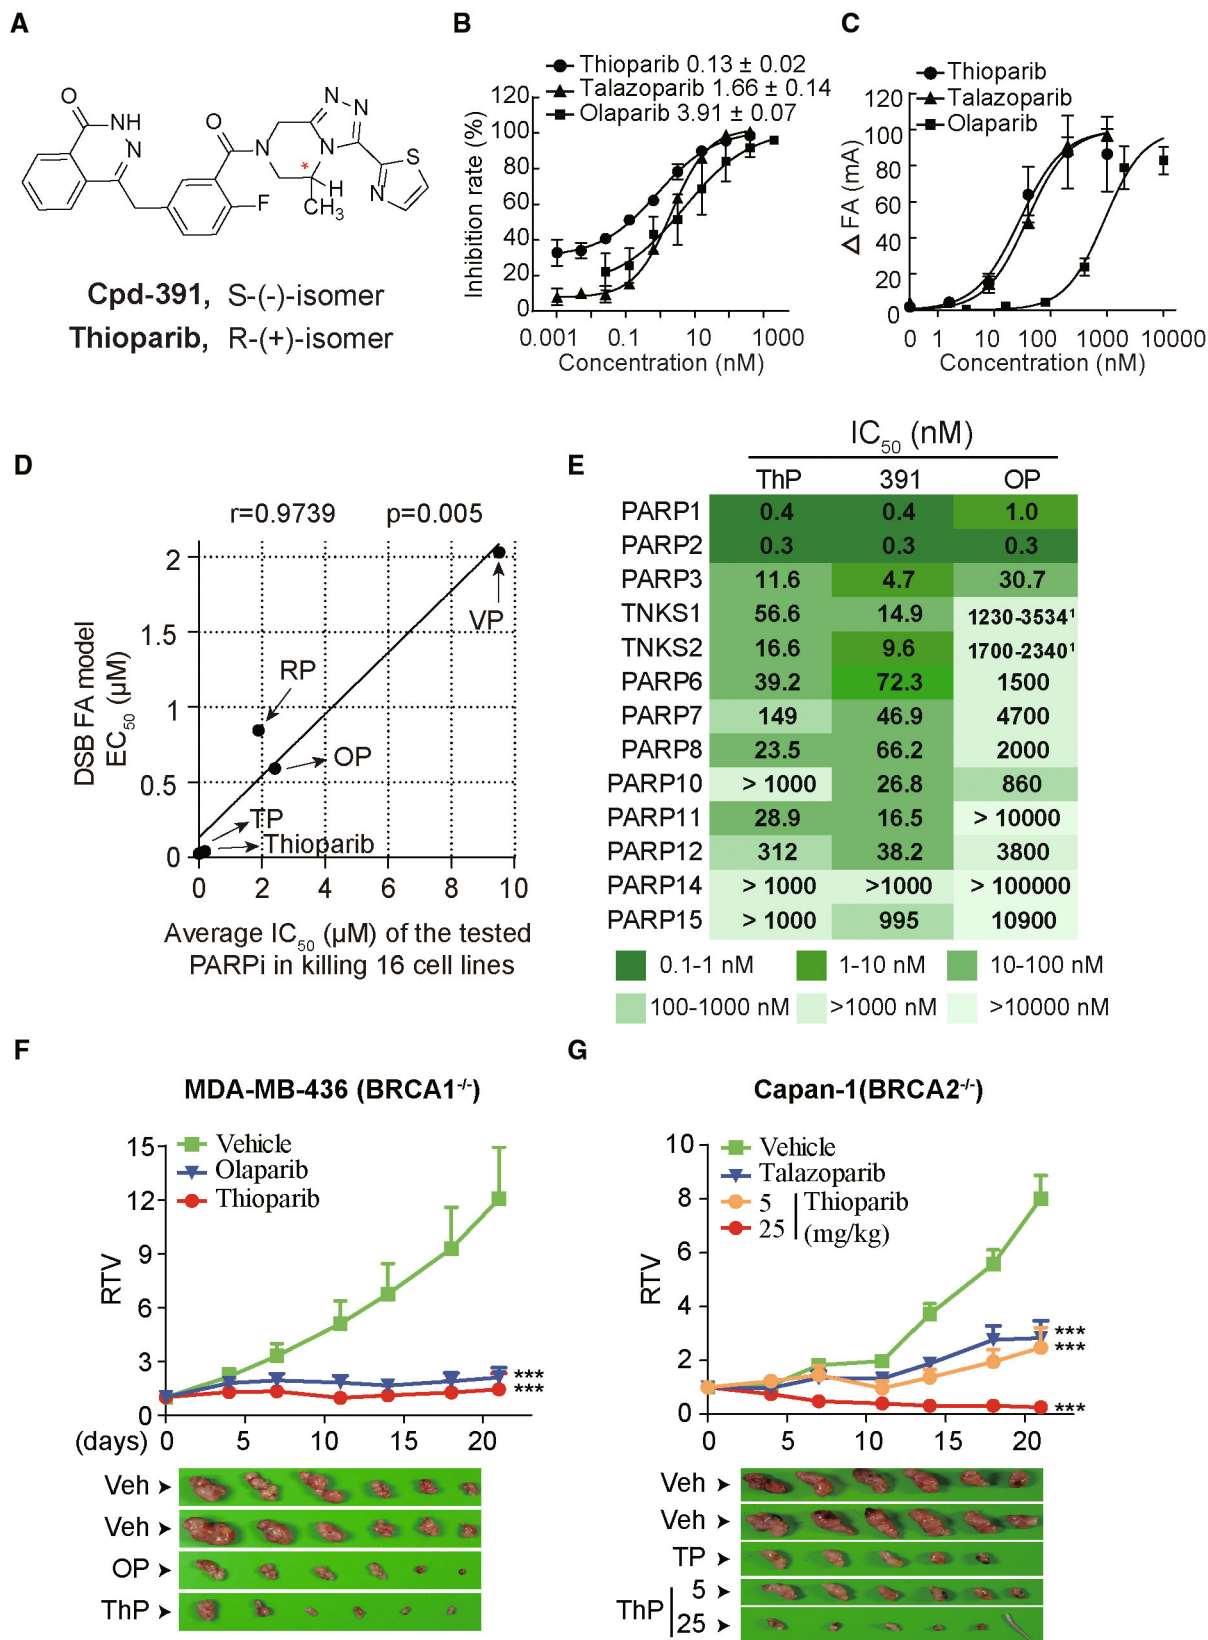 A
O
NH
N
O
N
N
N
N
S
N
F
*
H
CH3
Cpd-391, S-(-)-isomer
Thioparib, R-(+)-isomer
B
Thioparib 0.13 ± 0.02
Talazoparib 1.66 ± 0.14
Olaparib 3.91 ± 0.07
Inhibition rate (%)
120
100
80
60
40
20
0
0.001 0.1 10 1000
Concentration (nM)
C
Thioparib
Talazoparib
Olaparib
Δ FA (mA)
120
100
80
60
40
20
0
0 1 10 100 1000 10000
Concentration (nM)
D
r=0.9739 p=0.005
DSB FA model
EC50 (µM)
2
1.5
1
0.5
0
VP
RP
OP
TP
Thioparib
0 2 4 6 8 10
Average IC50 (µM) of the tested
PARPi in killing 16 cell lines
E
IC50 (nM)
ThP 391 OP
PARP1 0.4 0.4 1.0
PARP2 0.3 0.3 0.3
PARP3 11.6 4.7 30.7
TNKS1 56.6 14.9 1230-3534¹
TNKS2 16.6 9.6 1700-2340¹
PARP6 39.2 72.3 1500
PARP7 149 46.9 4700
PARP8 23.5 66.2 2000
PARP10 > 1000 26.8 860
PARP11 28.9 16.5 > 10000
PARP12 312 38.2 3800
PARP14 > 1000 >1000 > 100000
PARP15 > 1000 995 10900
0.1-1 nM 1-10 nM 10-100 nM
100-1000 nM >1000 nM >10000 nM
F
MDA-MB-436 (BRCA1-/-)
Vehicle
Olaparib
Thioparib
RTV
15
12
9
6
3
0
***
***
(days) 0 5 10 15 20
Veh
Veh
OP
ThP
G
Capan-1(BRCA2-/-)
Vehicle
Talazoparib
5 Thioparib
25 (mg/kg)
RTV
10
8
6
4
2
0
***
***
***
0 5 10 15 20
Veh
Veh
TP
ThP 5
25